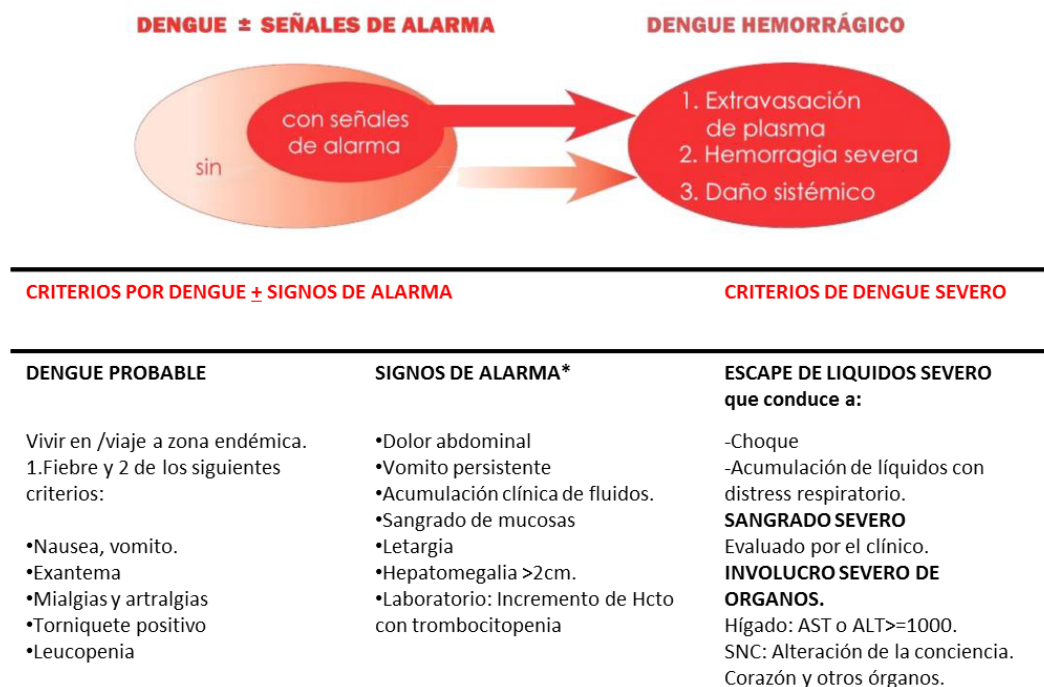 DENGUE ± SEÑALES DE ALARMA
DENGUE HEMORRÁGICO
sin
con señales
de alarma
1. Extravasación
de plasma
2. Hemorragia severa
3. Daño sistémico
CRITERIOS POR DENGUE + SIGNOS DE ALARMA
CRITERIOS DE DENGUE SEVERO
DENGUE PROBABLE
Vivir en /viaje a zona endémica.
1.Fiebre y 2 de los siguientes
criterios:
•Nausea, vomito.
•Exantema
•Mialgias y artralgias
•Torniquete positivo
•Leucopenia
SIGNOS DE ALARMA*
•Dolor abdominal
•Vomito persistente
•Acumulación clínica de fluidos.
•Sangrado de mucosas
•Letargia
•Hepatomegalia >2cm.
•Laboratorio: Incremento de Hcto
con trombocitopenia
ESCAPE DE LIQUIDOS SEVERO
que conduce a:
-Choque
-Acumulación de líquidos con
distress respiratorio.
SANGRADO SEVERO
Evaluado por el clínico.
INVOLUCRO SEVERO DE
ORGANOS.
Hígado: AST o ALT>=1000.
SNC: Alteración de la conciencia.
Corazón y otros órganos.